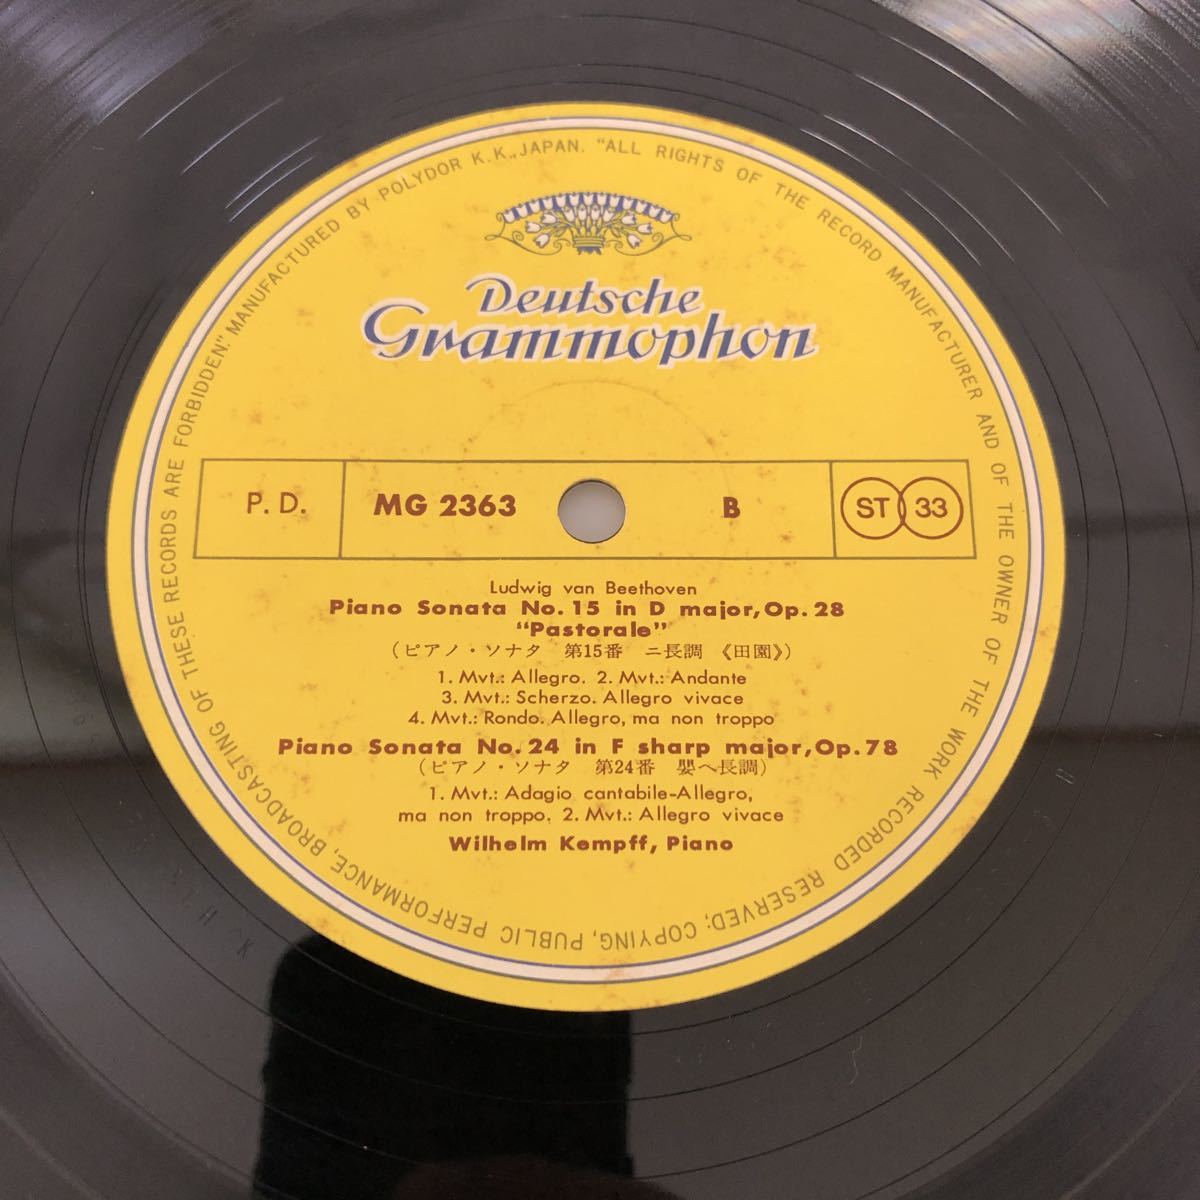 MANUFACTURED BY POLYDOR K.K., JAPAN. "ALL RIGHTS OF THE RECORD MANUFACTURER AND OF THE OWNER OF THE WORK RECORDED RESERVED; COPYING, PUBLIC PERFORMANCE, BROADCASTING OF THESE RECORDS ARE FORBIDDEN."
Deutsche
Grammophon
P.D. MG 2363 B ST 33
Ludwig van Beethoven
Piano Sonata No. 15 in D major, Op. 28
"Pastorale"
(ピアノ・ソナタ 第15番 ニ長調 《田園》)
1. Mvt.: Allegro. 2. Mvt.: Andante
3. Mvt.: Scherzo. Allegro vivace
4. Mvt.: Rondo. Allegro, ma non troppo
Piano Sonata No. 24 in F sharp major, Op. 78
(ピアノ・ソナタ 第24番 嬰ヘ長調)
1. Mvt.: Adagio cantabile-Allegro,
ma non troppo. 2. Mvt.: Allegro vivace
Wilhelm Kempff, Piano